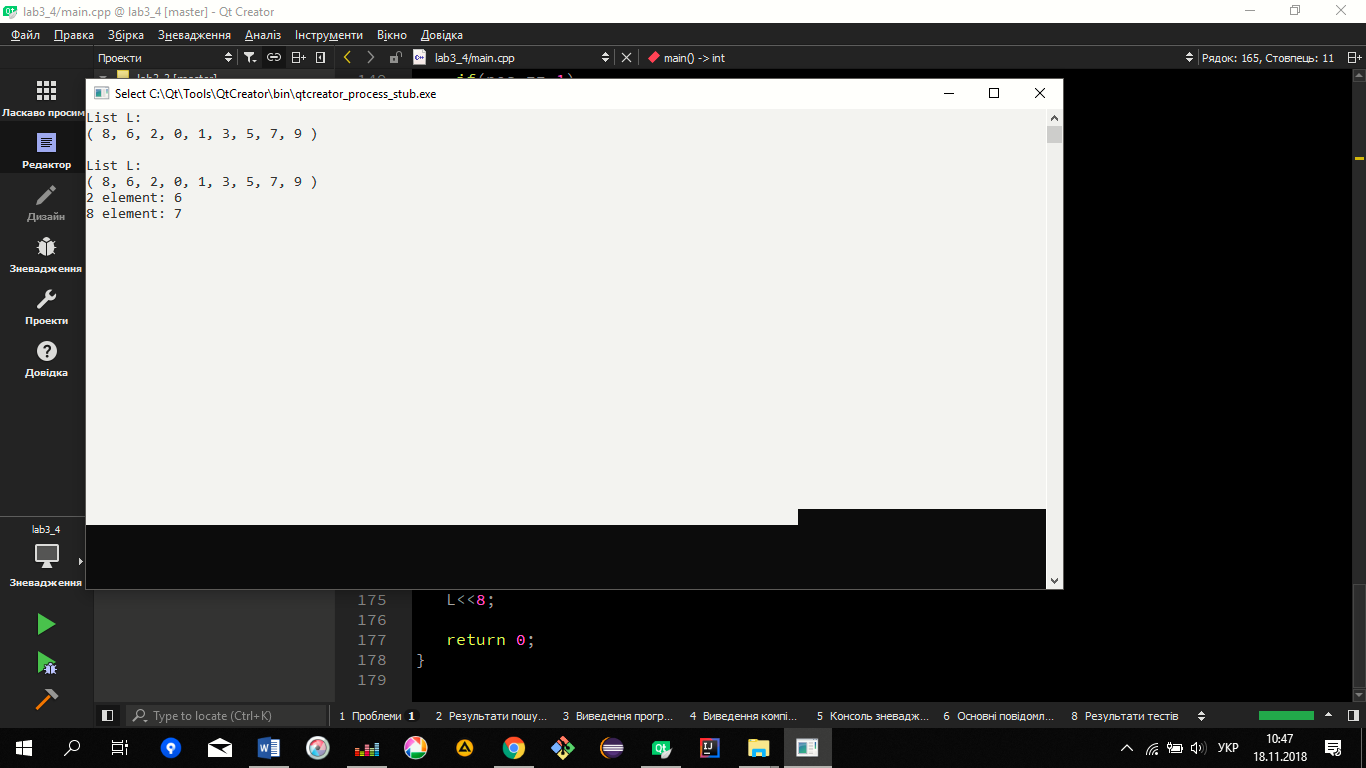 lab3_4/main.cpp @ lab3_4 [master] - Qt Creator
Файл Правка Збірка Зневадження Аналіз Інструменти Вікно Довідка
Проекти lab3_4/main.cpp main() -> int Рядок: 165, Стовпець: 11
Ласкаво просим
Редактор
Дизайн
Зневадження
Проекти
Довідка
lab3_4
Зневадження
Select C:\Qt\Tools\QtCreator\bin\qtcreator_process_stub.exe
List L:
( 8, 6, 2, 0, 1, 3, 5, 7, 9 )
List L:
( 8, 6, 2, 0, 1, 3, 5, 7, 9 )
2 element: 6
8 element: 7
175 L<<8;
176
177 return 0;
178 }
179
Type to locate (Ctrl+K) 1 Проблеми 1 2 Результати пошу... 3 Виведення прогр... 4 Виведення компі... 5 Консоль зневадж... 6 Основні повідомл... 8 Результати тестів
УКР 10:47
18.11.2018